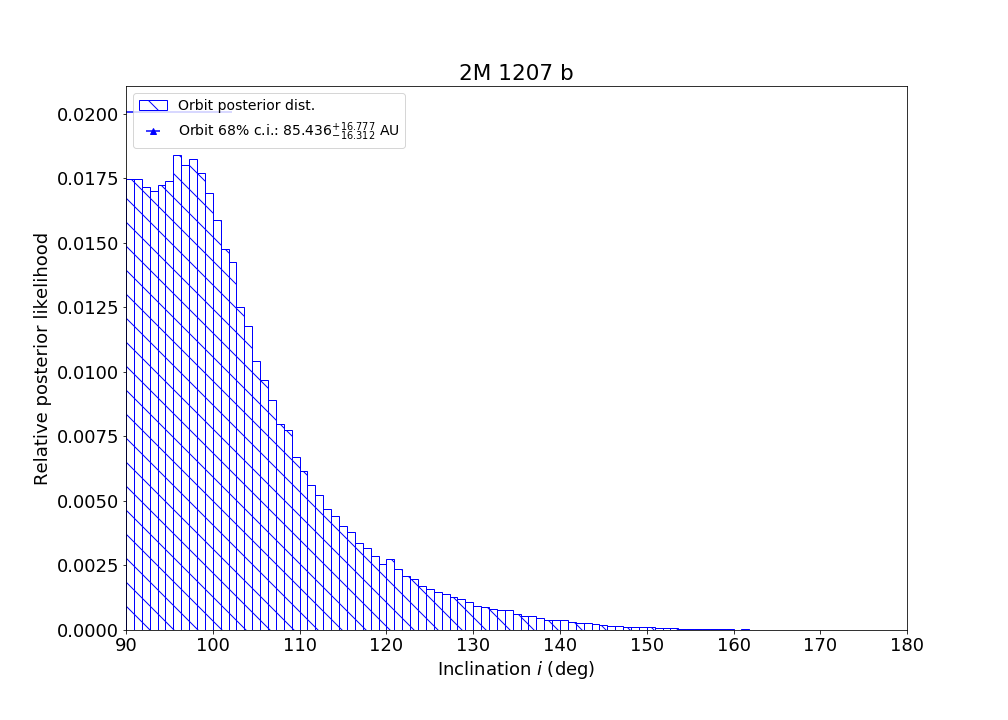 2M 1207 b
Orbit posterior dist.
Orbit 68% c.i.: 85.436^{+16.777}_{-16.312} AU
0.0200
0.0175
0.0150
0.0125
0.0100
0.0075
0.0050
0.0025
0.0000
Relative posterior likelihood
90 100 110 120 130 140 150 160 170 180
Inclination i (deg)